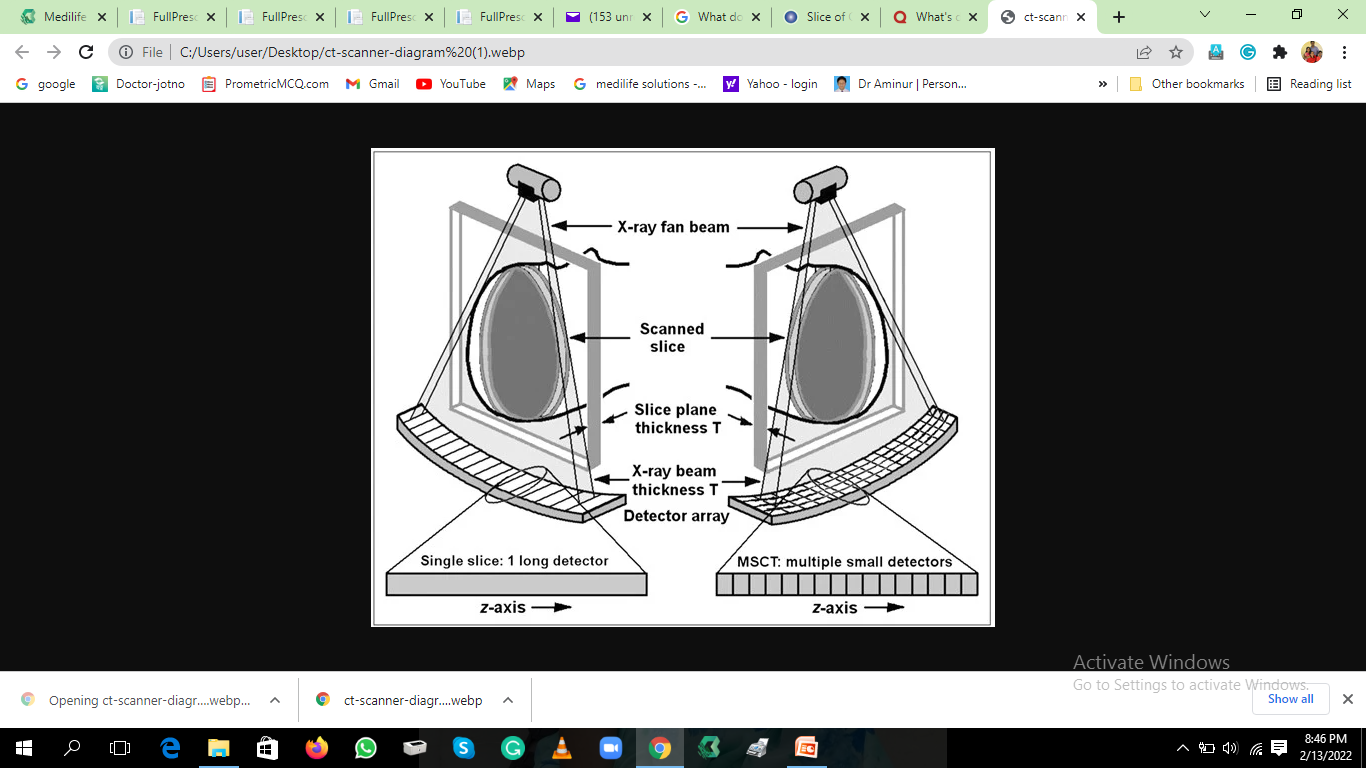 Medilife
FullPresc
FullPresc
FullPresc
FullPresc
(153 unr
What do
Slice of
What's
ct-scann
File
C:/Users/user/Desktop/ct-scanner-diagram%20(1).webp
google
Doctor-jotno
PrometricMCQ.com
Gmail
YouTube
Maps
medilife solutions -...
Yahoo - login
Dr Aminur | Person...
»
Other bookmarks
Reading list
X-ray fan beam
Scanned
slice
Slice plane
thickness T
X-ray beam
thickness T
Detector array
Single slice: 1 long detector
MSCT: multiple small detectors
z-axis
z-axis
Activate Windows
Go to Settings to activate Windows.
Opening ct-scanner-diagr....webp...
ct-scanner-diagr....webp
Show all
8:46 PM
2/13/2022